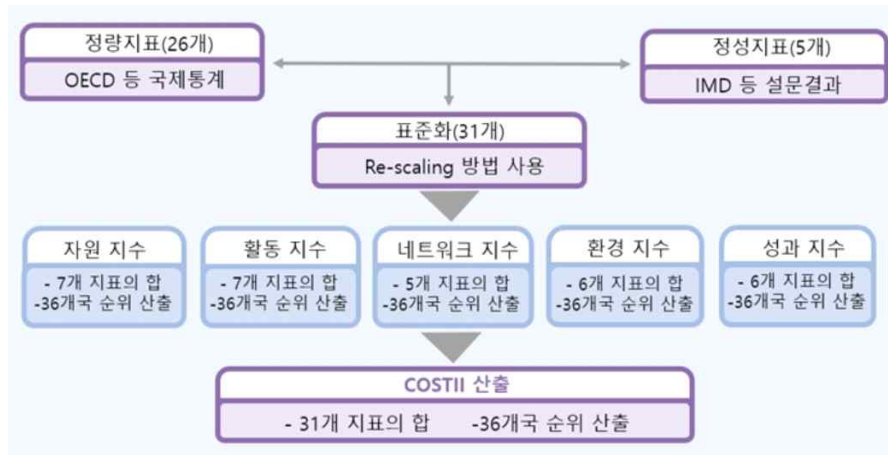 정량지표(26개)
OECD 등 국제통계
정성지표(5개)
IMD 등 설문결과
표준화(31개)
Re-scaling 방법 사용
자원 지수
- 7개 지표의 합
-36개국 순위 산출
활동 지수
- 7개 지표의 합
-36개국 순위 산출
네트워크 지수
- 5개 지표의 합
-36개국 순위 산출
환경 지수
- 6개 지표의 합
-36개국 순위 산출
성과 지수
- 6개 지표의 합
-36개국 순위 산출
COSTII 산출
- 31개 지표의 합 -36개국 순위 산출